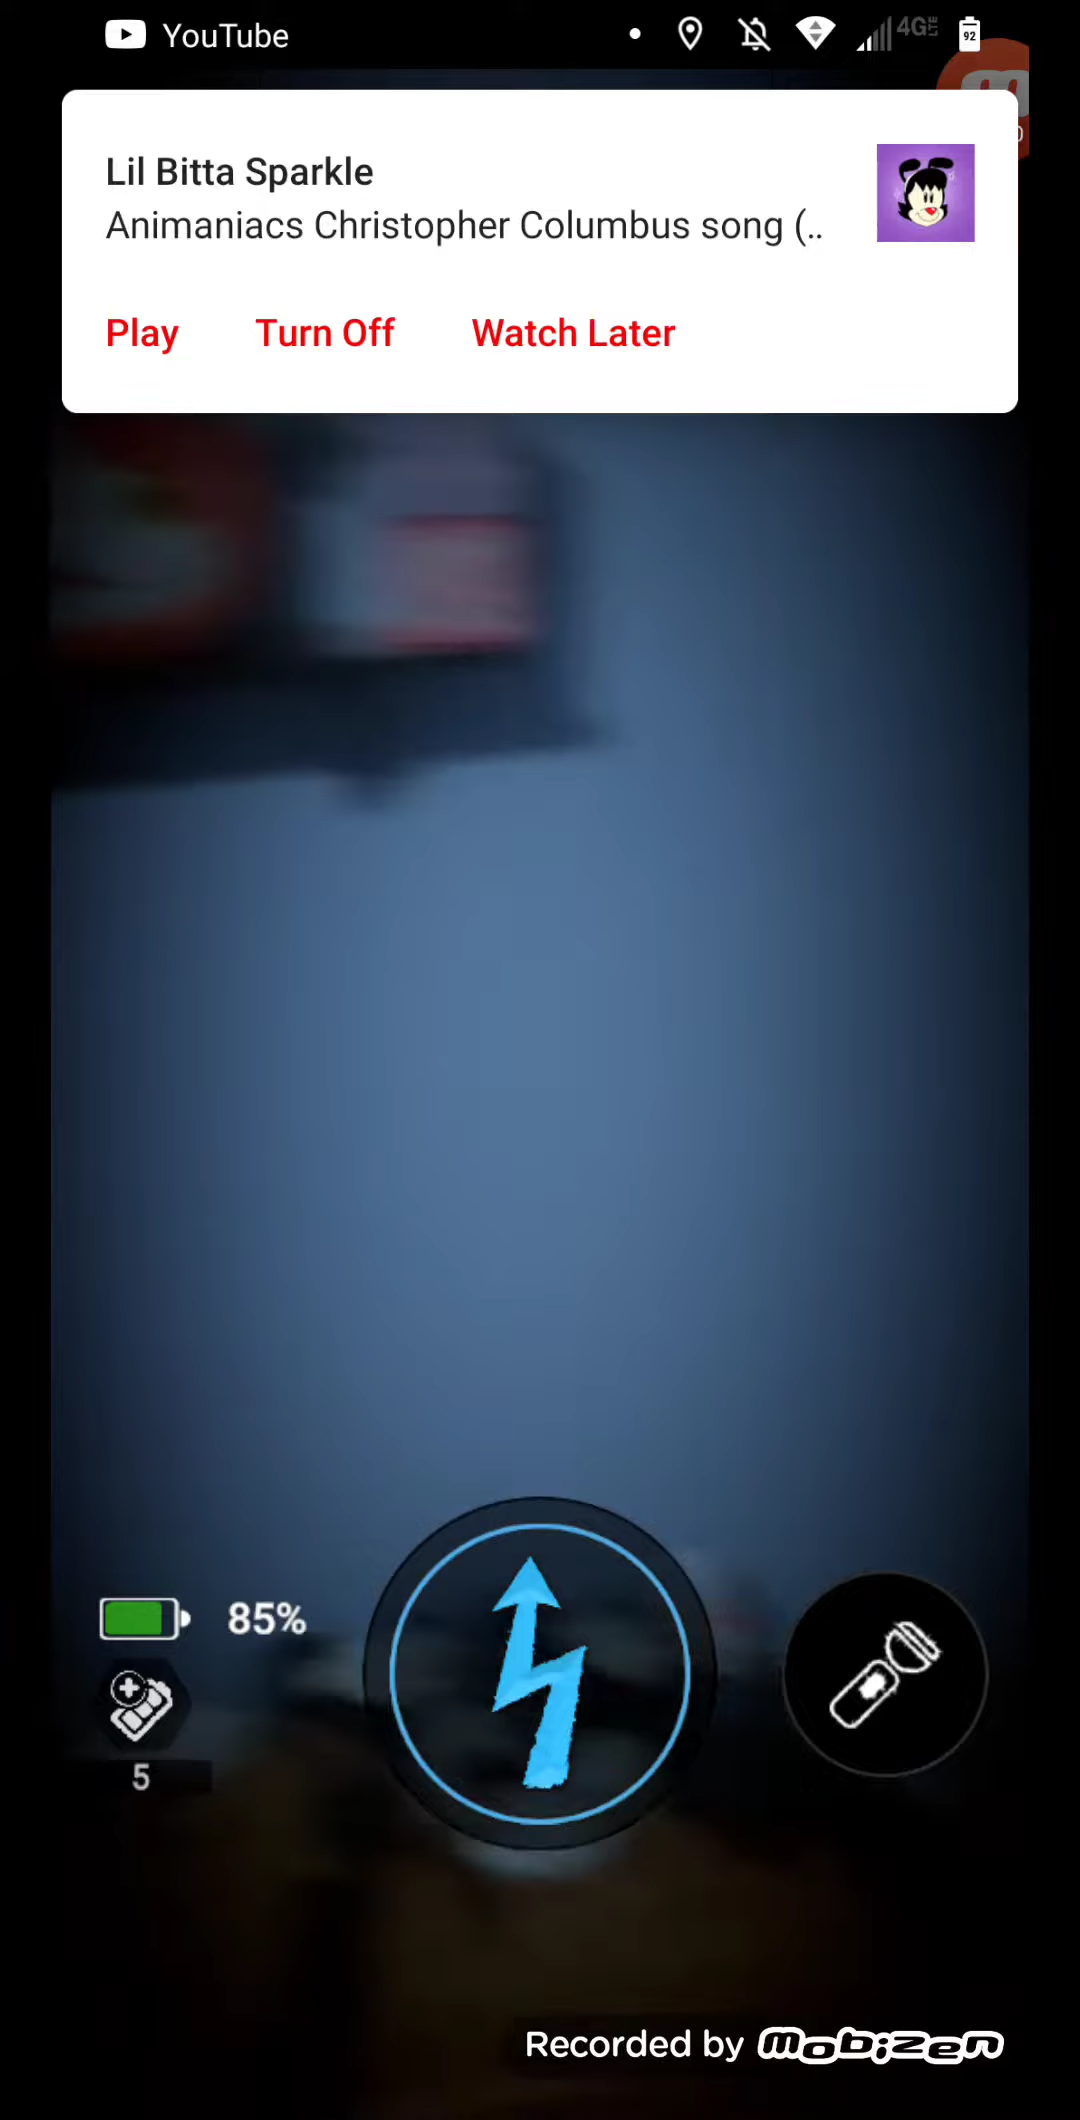 YouTube
4G LTE
92
Lil Bitta Sparkle
Animaniacs Christopher Columbus song (..
Play Turn Off Watch Later
85%
5
Recorded by mobizen